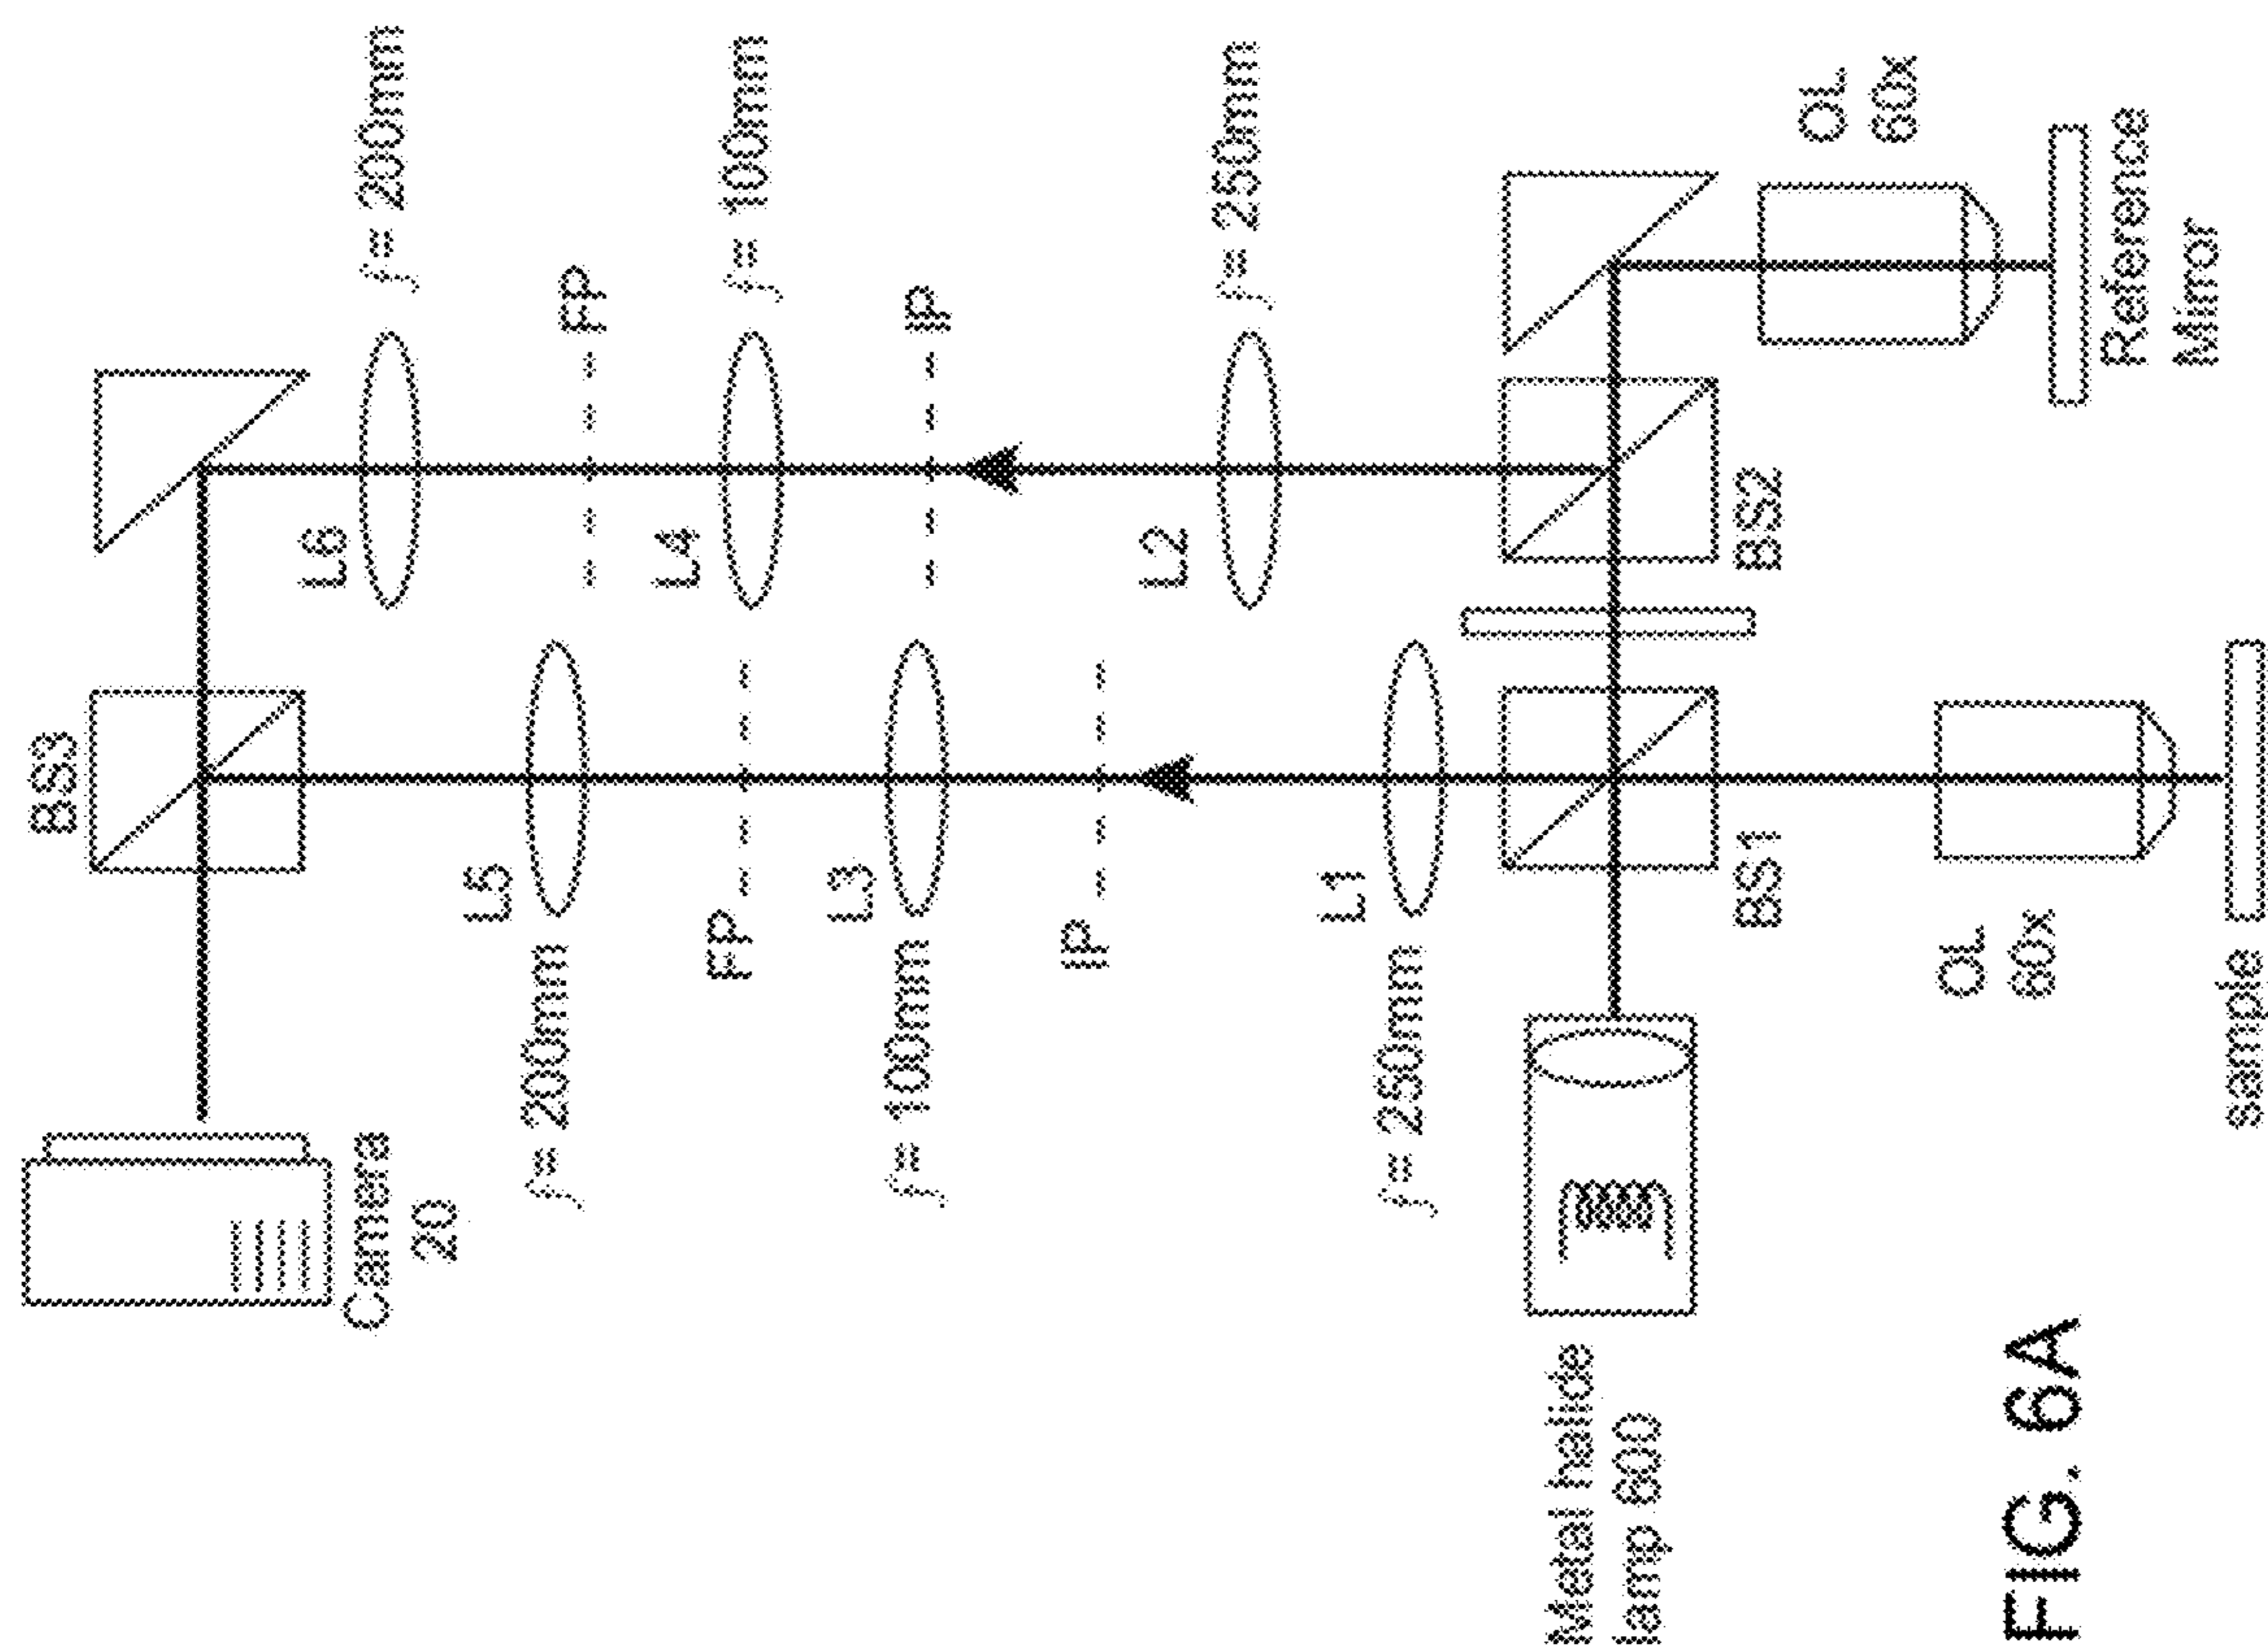 BS3
Camera
20
L6
f = 200mm
L5
f = 200mm
FP
L4
f = 100mm
FP
L3
f = 100mm
IP
IP
L2
f = 250mm
L1
f = 250mm
Metal halide
lamp 600
BS1
BS2
OL
60x
OL
60x
Reference
Mirror
sample
FIG. 6A